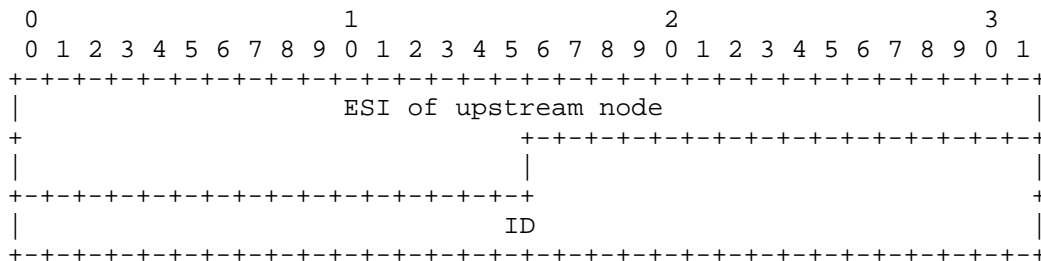 0                   1                   2                   3
 0 1 2 3 4 5 6 7 8 9 0 1 2 3 4 5 6 7 8 9 0 1 2 3 4 5 6 7 8 9 0 1
+-+-+-+-+-+-+-+-+-+-+-+-+-+-+-+-+-+-+-+-+-+-+-+-+-+-+-+-+-+-+-+-+
|                    ESI of upstream node                       |
+                               +-+-+-+-+-+-+-+-+-+-+-+-+-+-+-+-+
|                               |                               |
+-+-+-+-+-+-+-+-+-+-+-+-+-+-+-+-+                               +
|                              ID                               |
+-+-+-+-+-+-+-+-+-+-+-+-+-+-+-+-+-+-+-+-+-+-+-+-+-+-+-+-+-+-+-+-+